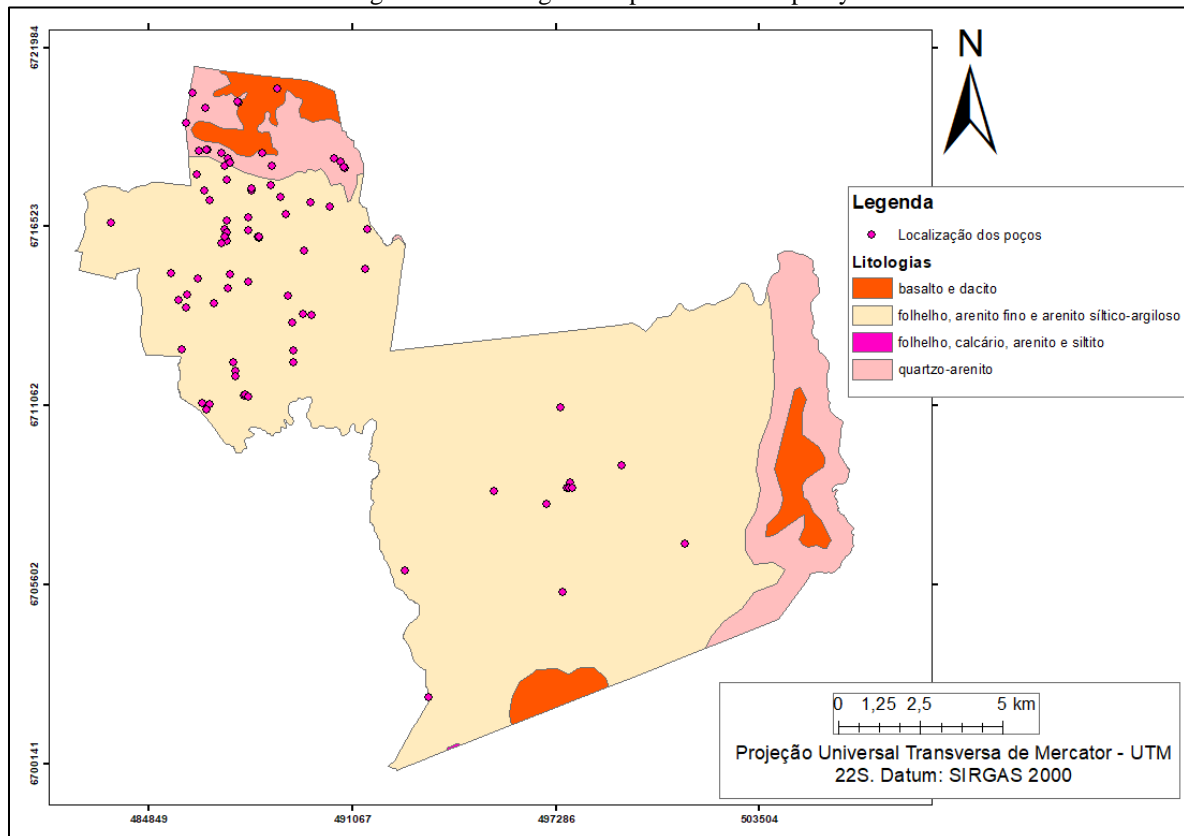 N
6721984
6716523
6711062
6705602
6700141
484849
491067
497286
503504
Legenda
Localização dos poços
Litologias
basalto e dacito
folhelho, arenito fino e arenito síltico-argiloso
folhelho, calcário, arenito e siltito
quartzo-arenito
0 1,25 2,5 5 km
Projeção Universal Transversa de Mercator - UTM
22S. Datum: SIRGAS 2000